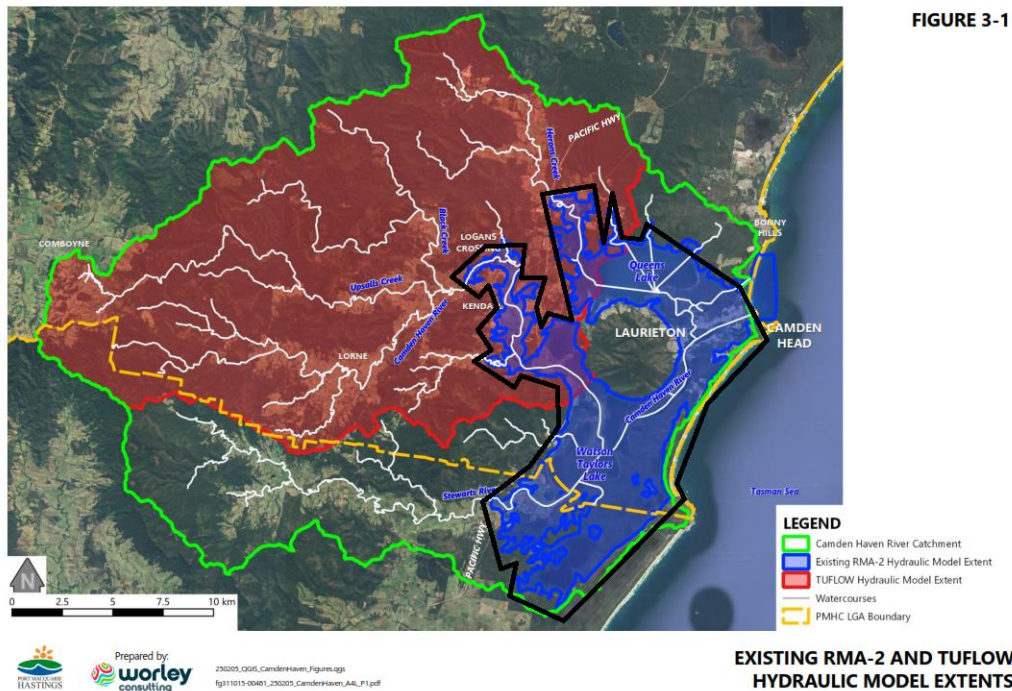 FIGURE 3-1
PACIFIC HWY
Herons Creek
BONNY
HILLS
COMBOYNE
Black Creek
LOGANS
CROSSING
Queens
Lake
Upsalls Creek
KENDA
LAURIETON
CAMDEN
HEAD
Camden Haven River
LORNE
Camden Haven River
Watson
Taylors
Lake
Stewarts River
Tasman Sea
PACIFIC HWY
LEGEND
Camden Haven River Catchment
Existing RMA-2 Hydraulic Model Extent
TUFLOW Hydraulic Model Extent
Watercourses
PMHC LGA Boundary
N
0 2.5 5 7.5 10 km
PORT MACQUARIE
HASTINGS
Prepared by:
worley
consulting
250205_QGIS_CamdenHaven_Figures.qgs
fg311015-00481_250205_CamdenHaven_A4L_P1.pdf
EXISTING RMA-2 AND TUFLOW
HYDRAULIC MODEL EXTENTS